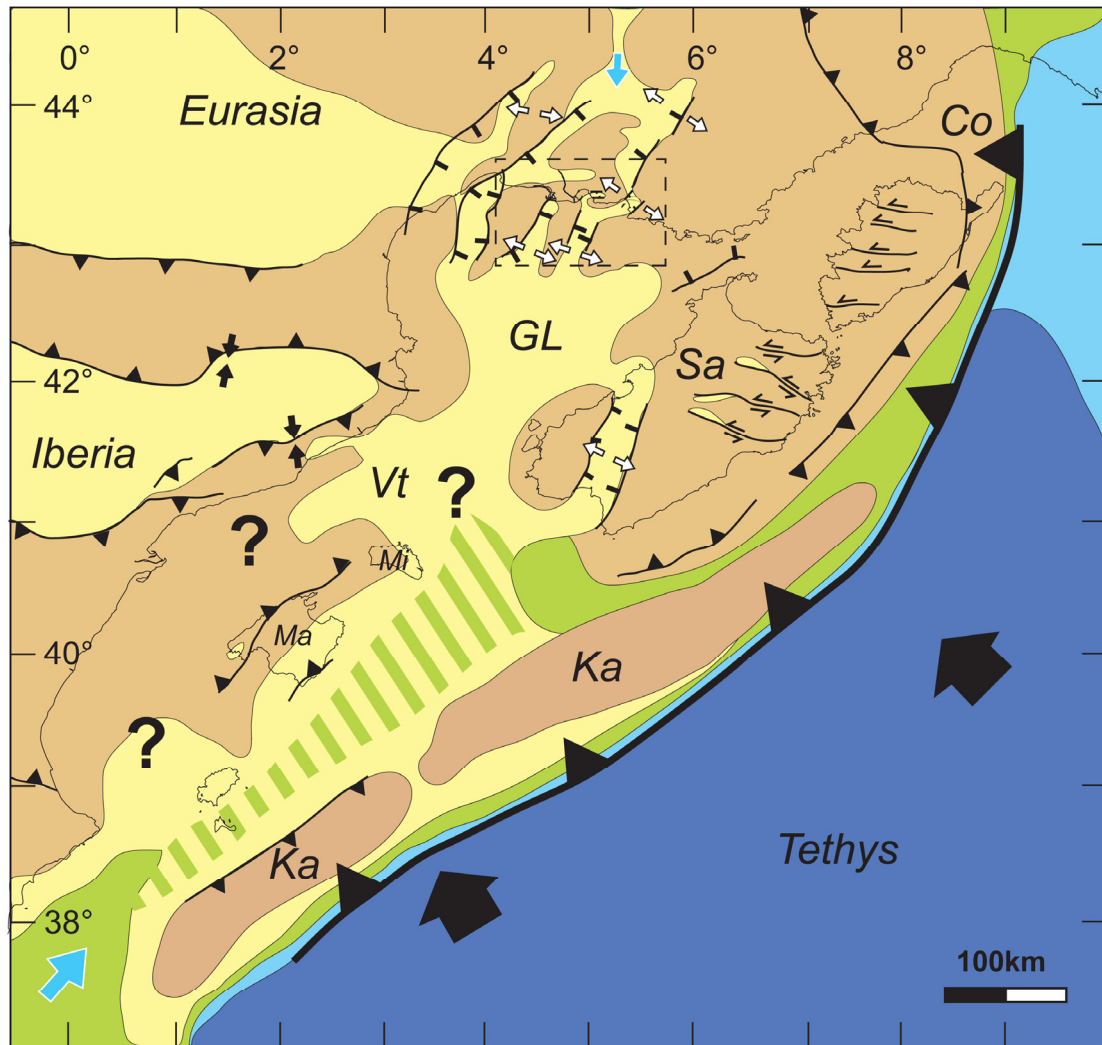 0° 2° 4° 6° 8°
44°
Eurasia
Co
GL
Sa
42°
Iberia
Vt
?
?
Mi
Ma
40°
Ka
?
Tethys
Ka
38°
100km